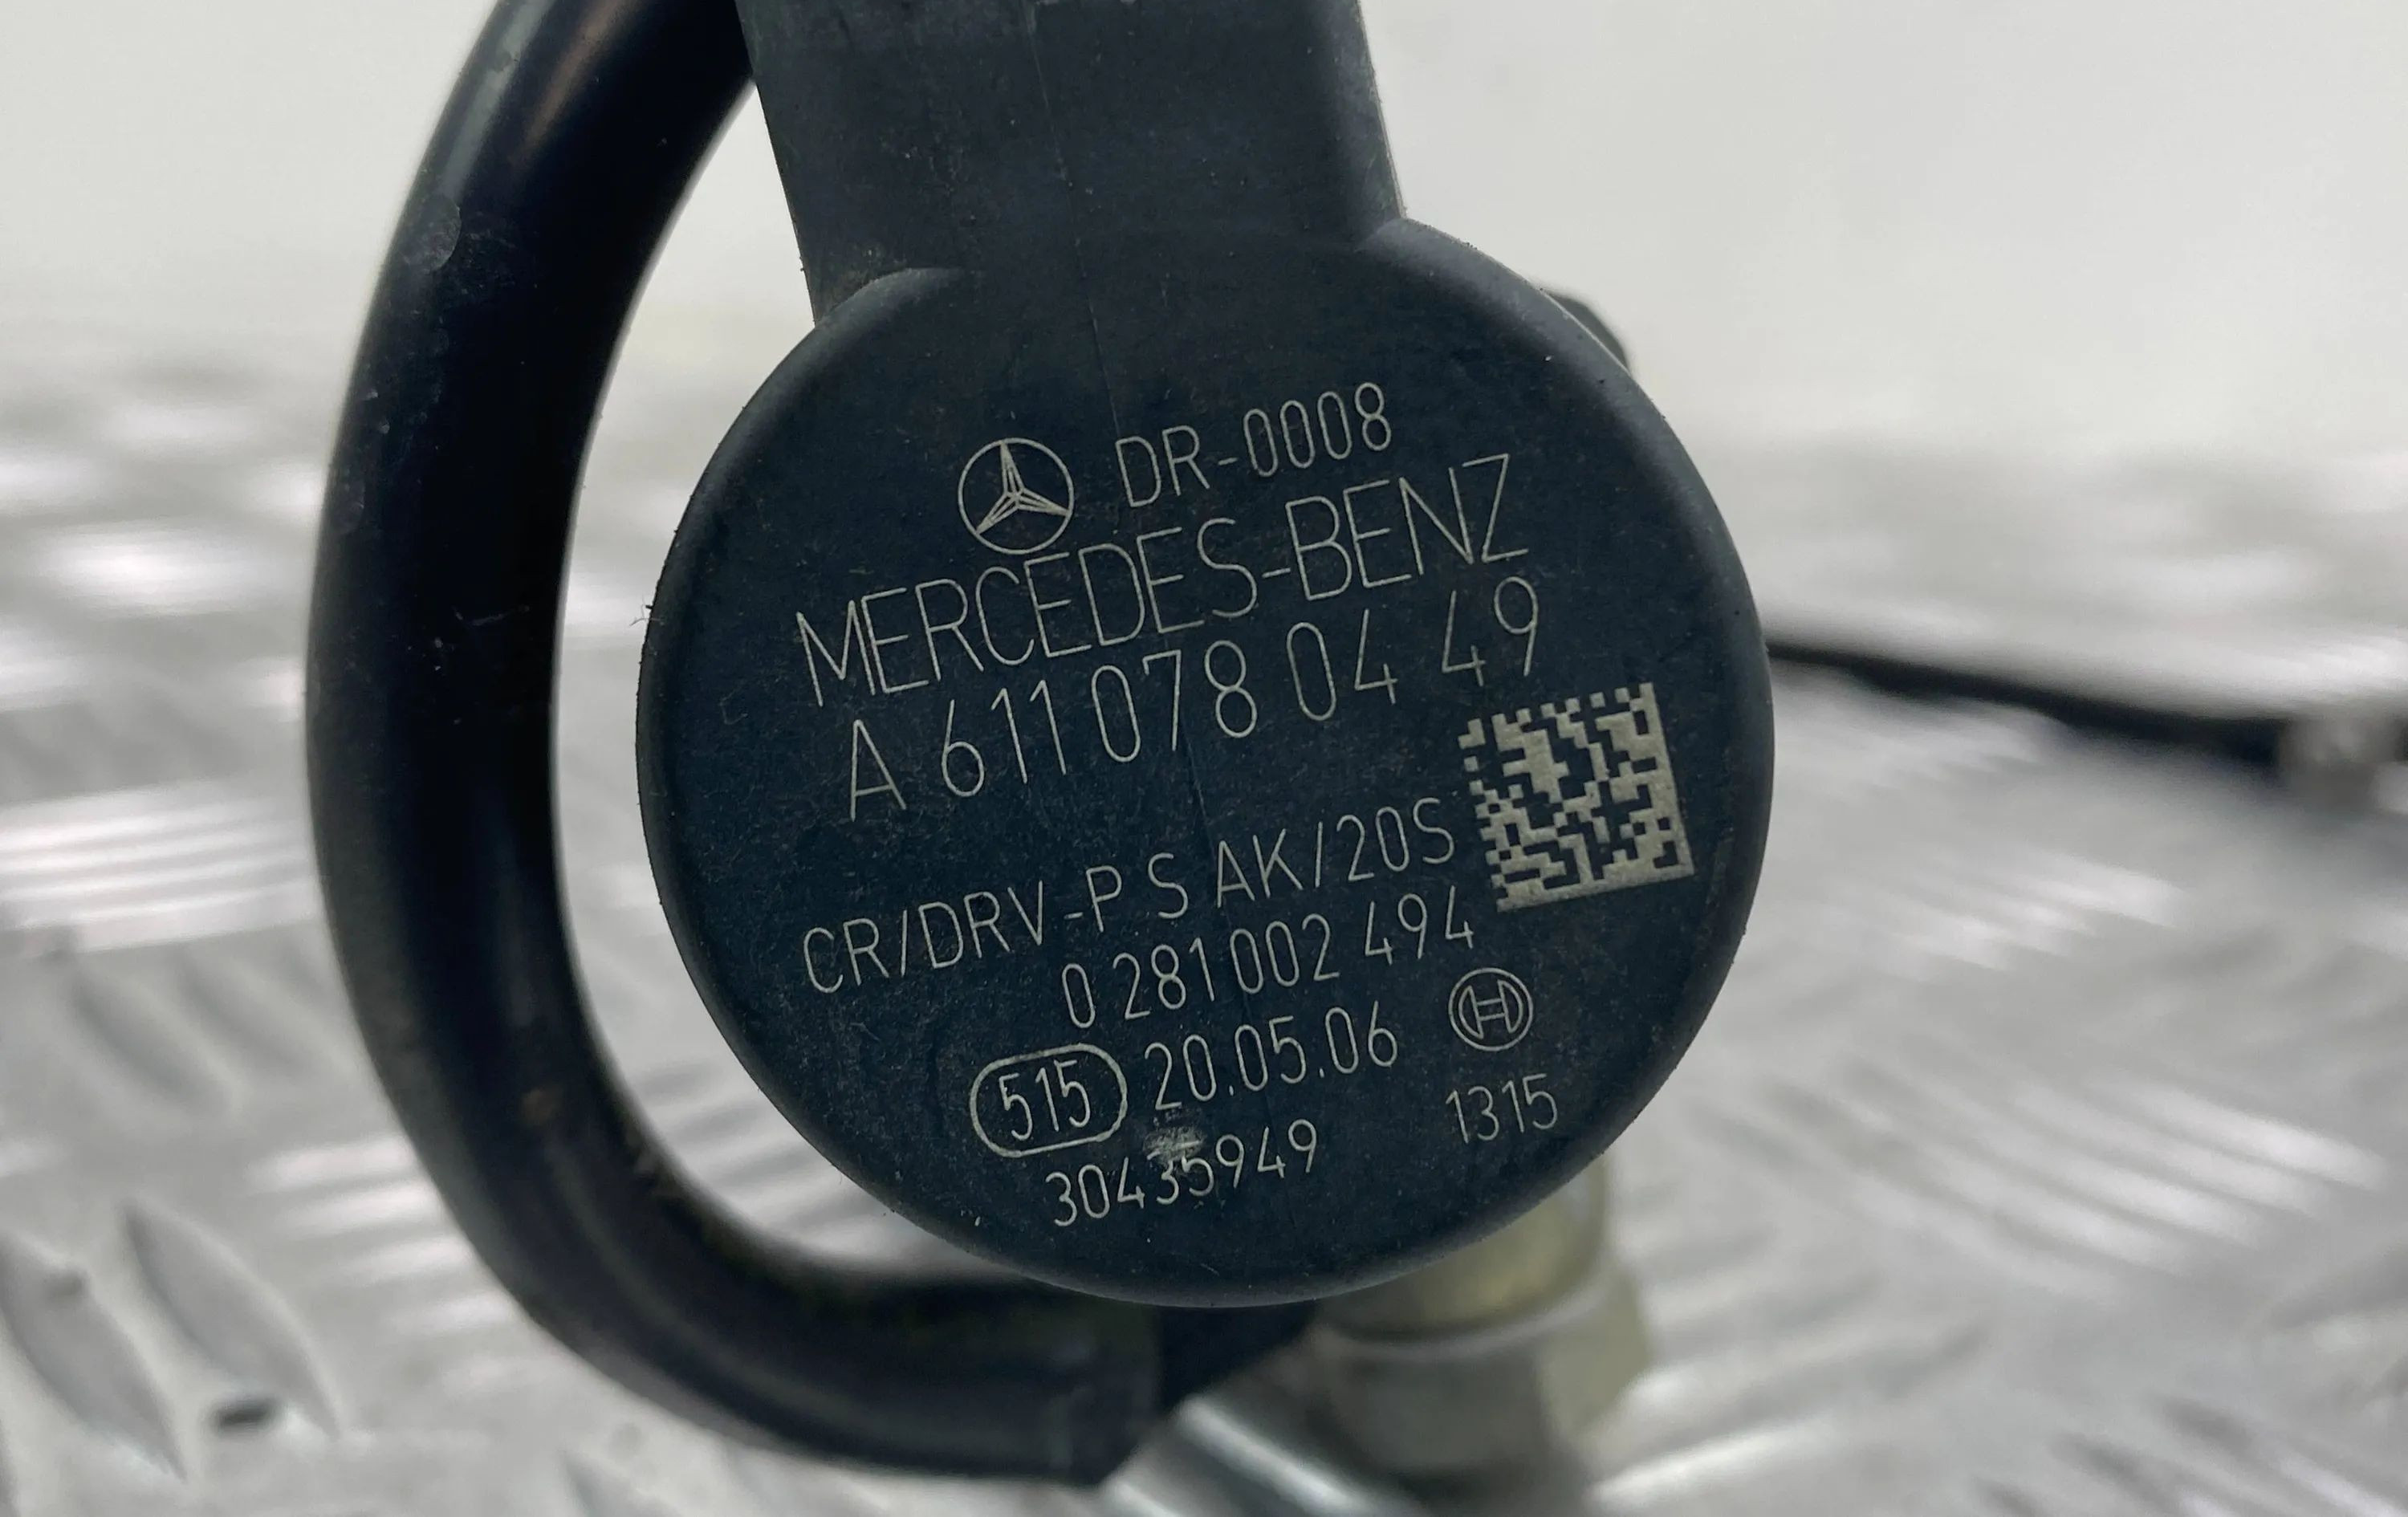 DR-0008
MERCEDES-BENZ
A 611 078 04 49
CR/DRV-P S AK/20S
0 281 002 494
515 20.05.06
30435949 1315